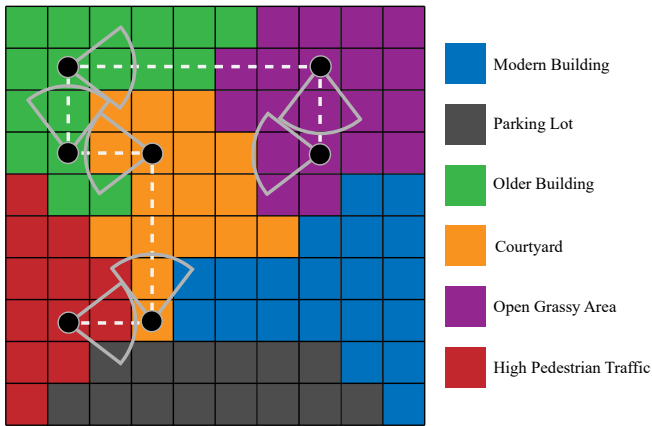 Modern Building
Parking Lot
Older Building
Courtyard
Open Grassy Area
High Pedestrian Traffic